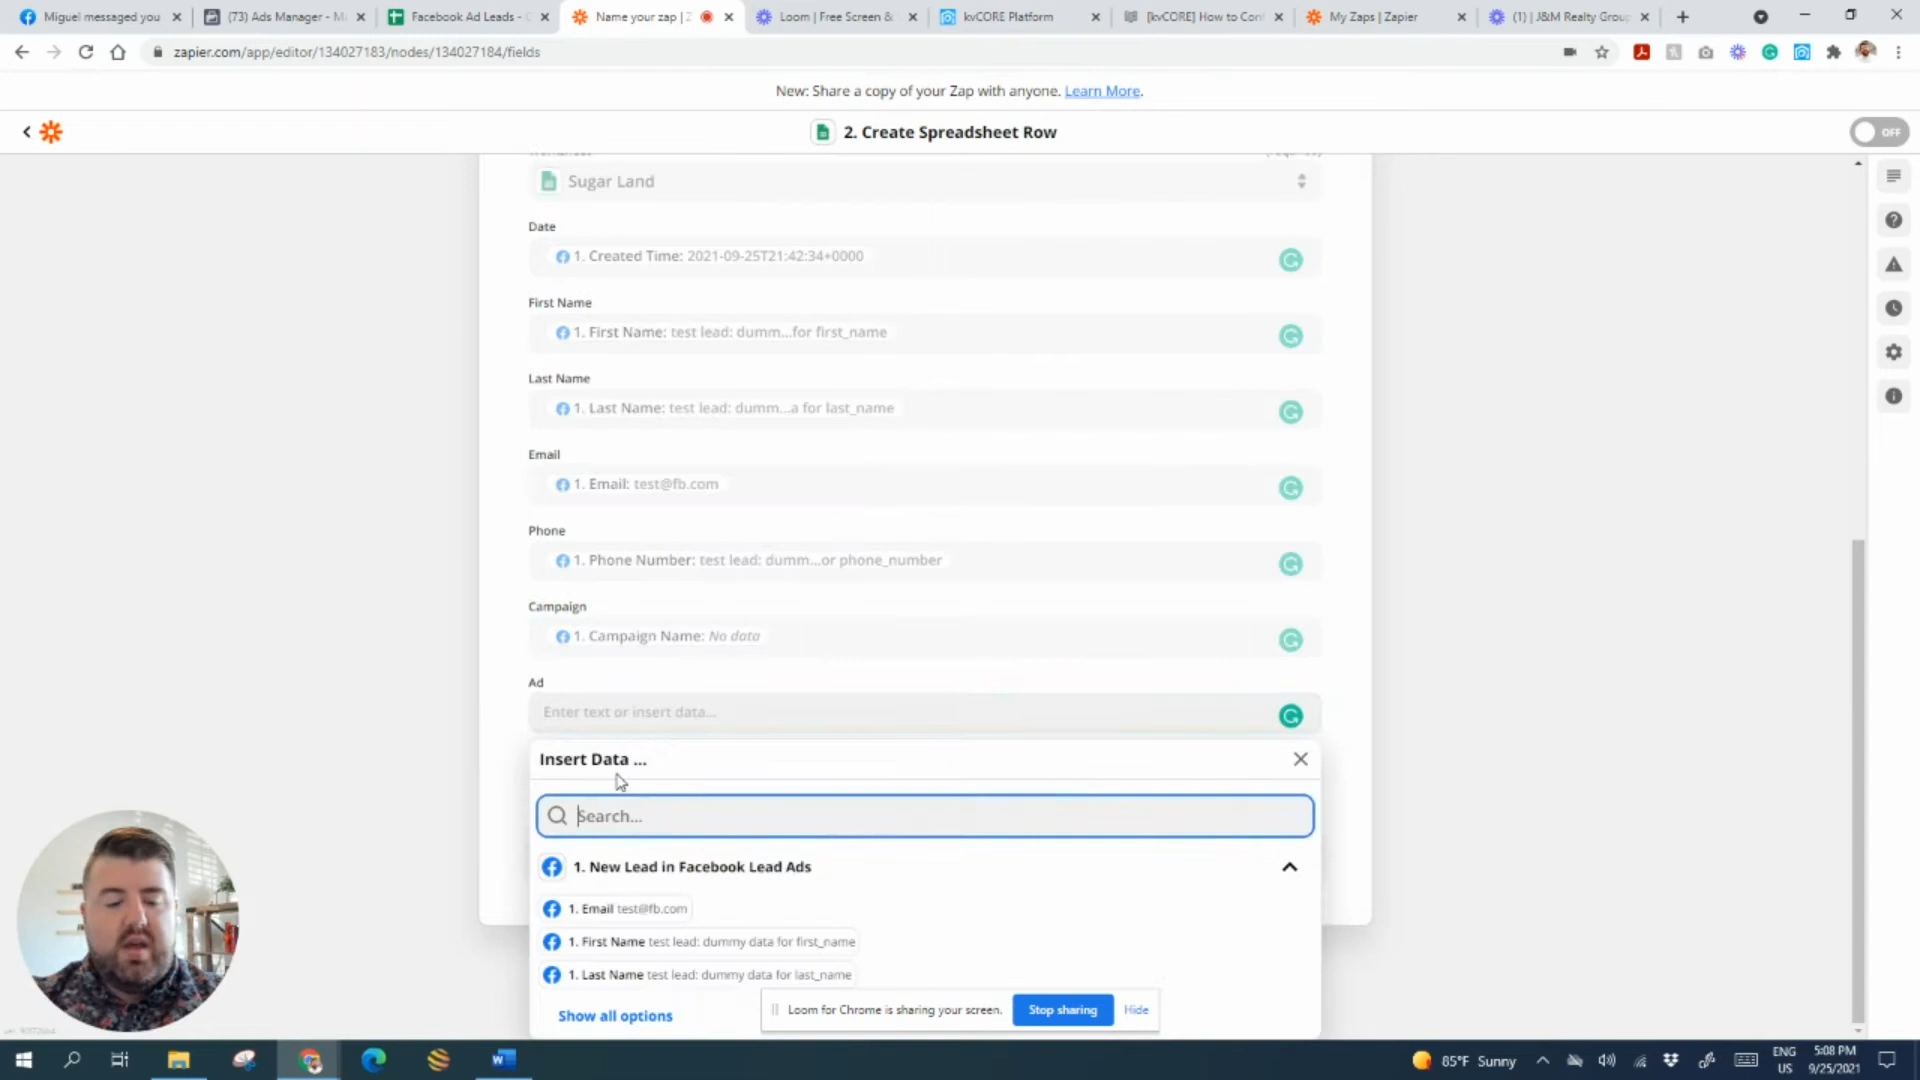 Miguel messaged you
(73) Ads Manager - M
Facebook Ad Leads -
Name your zap | Z
Loom | Free Screen &
kvCORE Platform
[kvCORE] How to Con
My Zaps | Zapier
(1) | J&M Realty Group
zapier.com/app/editor/134027183/nodes/134027184/fields
New: Share a copy of your Zap with anyone. Learn More.
2. Create Spreadsheet Row
OFF
Sugar Land
Date
1. Created Time: 2021-09-25T21:42:34+0000
First Name
1. First Name: test lead: dumm...for first_name
Last Name
1. Last Name: test lead: dumm...a for last_name
Email
1. Email: test@fb.com
Phone
1. Phone Number: test lead: dumm...or phone_number
Campaign
1. Campaign Name: No data
Ad
Enter text or insert data...
Insert Data ...
Search...
1. New Lead in Facebook Lead Ads
1. Email test@fb.com
1. First Name test lead: dummy data for first_name
1. Last Name test lead: dummy data for last_name
Show all options
Loom for Chrome is sharing your screen.
Stop sharing
Hide
85°F Sunny
ENG
US
5:08 PM
9/25/2021